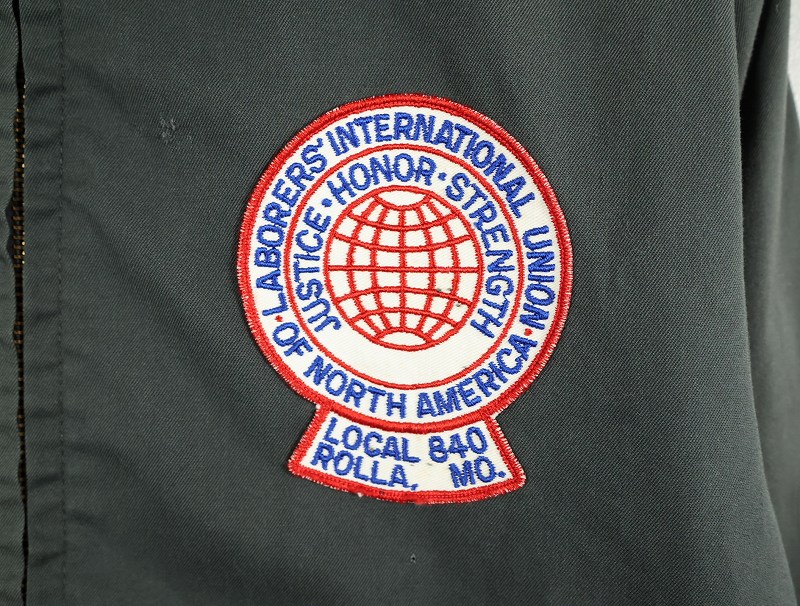 LABORERS' INTERNATIONAL UNION
· OF NORTH AMERICA ·
JUSTICE · HONOR · STRENGTH
LOCAL 840
ROLLA, MO.